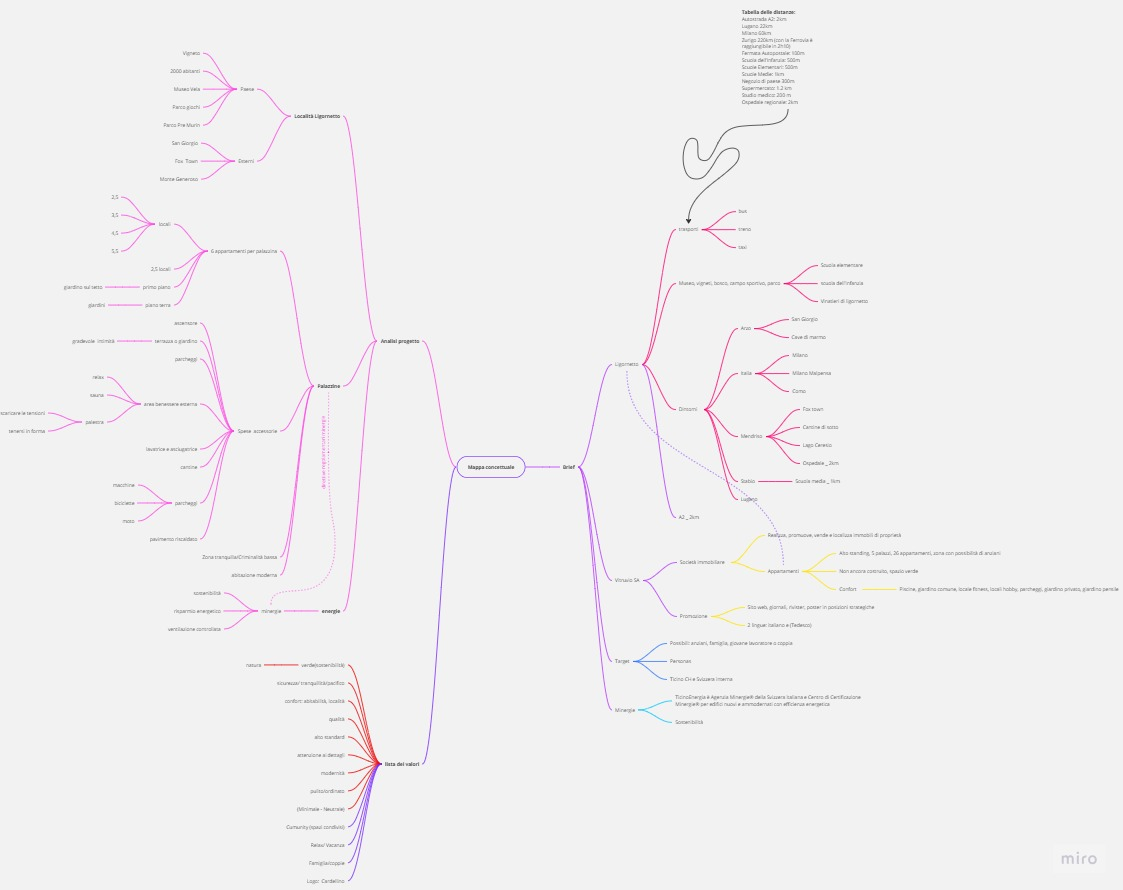 Tabella delle distanze:
Autostrada A2: 2km
Lugano 22km
Milano 60km
Zurigo 220km (con la Ferrovia è
raggiungibile in 2h10)
Fermata Autopostale: 100m
Scuola dell'infanzia: 500m
Scuole Elementari: 500m
Scuole Medie: 1km
Negozio di paese 300m
Supermercato: 1.2 km
Studio medico: 200 m
Ospedale regionale: 2km
Vigneto
2000 abitanti
Museo Vela
Parco giochi
Parco Pré Murin
Paese
San Giorgio
Fox Town
Monte Generoso
Esterni
Località Ligornetto
2,5
3,5
4,5
5,5
locali
2,5 locali
giardino sul tetto
primo piano
giardini
piano terra
6 appartamenti per palazzina
ascensore
gradevole intimità
terrazza o giardino
parcheggi
relax
sauna
scaricare le tensioni
tenersi in forma
palestra
area benessere esterna
lavatrice e asciugatrice
cantine
macchine
biciclette
moto
parcheggi
pavimento riscaldato
Spese accessorie
Zona tranquilla/Criminalità bassa
abitazione moderna
Palazzine
sostenibilità
risparmio energetico
ventilazione controllata
minergie
energie
Analisi progetto
natura
verde(sostenibilità)
sicurezza/ tranquillità/pacifico
confort: abitabilità, località
qualità
alto standard
attenzione ai dettagli
modernità
pulito/ordinato
(Minimale - Neutrale)
Comunity (spazi condivisi)
Relax/ Vacanza
Famiglia/coppie
Logo: Cardellino
lista dei valori
Mappa concettuale
Brief
Ligornetto
trasporti
bus
treno
taxi
Museo, vigneti, bosco, campo sportivo, parco
Scuola elementare
scuola dell'infanzia
Vinattieri di ligornetto
Dintorni
Arzo
San Giorgio
Cave di marmo
Italia
Milano
Milano Malpensa
Como
Mendrisio
Fox town
Cantine di sotto
Lago Ceresio
Ospedale _ 2km
Stabio
Scuola media _ 1km
Lugano
A2 _ 2km
Vitruvio SA
Società immobiliare
Realizza, promuove, vende e localizza immobili di proprietà
Appartamenti
Alto standing, 5 palazzi, 26 appartamenti, zona con possibilità di anziani
Non ancora costruito, spazio verde
Confort
Piscine, giardino comune, locale fitness, locali hobby, parcheggi, giardino privato, giardino pensile
Promozione
Sito web, giornali, rivister, poster in posizioni strategiche
2 lingue: italiano e (Tedesco)
Target
Possibili: anziani, famiglia, giovane lavoratore o coppia
Personas
Ticino CH e Svizzera interna
Minergie
TicinoEnergia è Agenzia Minergie® della Svizzera italiana e Centro di Certificazione
Minergie® per edifici nuovi e ammodernati con efficienza energetica
Sostenibilità
miro